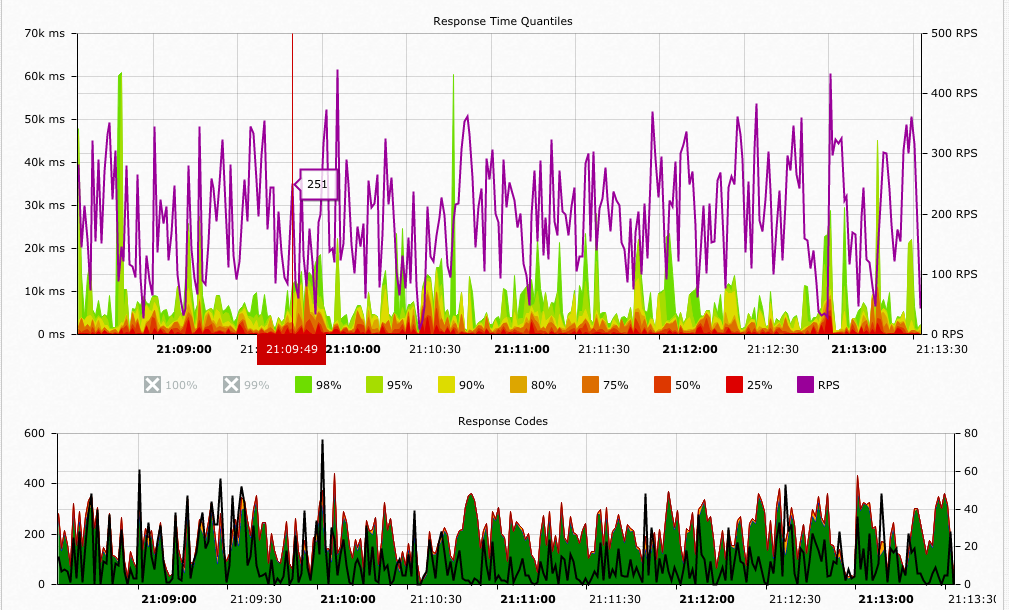 Response Time Quantiles
70k ms
500 RPS
60k ms
400 RPS
50k ms
300 RPS
40k ms
251
30k ms
200 RPS
20k ms
100 RPS
10k ms
0 ms
0 RPS
21:09:00 21: 21:09:49 21:10:00 21:10:30 21:11:00 21:11:30 21:12:00 21:12:30 21:13:00 21:13:30
100% 99% 98% 95% 90% 80% 75% 50% 25% RPS
Response Codes
600 80
60
400
40
200
20
0 0
21:09:00 21:09:30 21:10:00 21:10:30 21:11:00 21:11:30 21:12:00 21:12:30 21:13:00 21:13:30